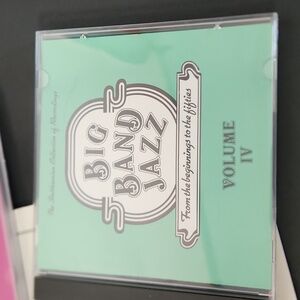 The Smithsonian Collection of Recordings
BIG
BAND
JAZZ
From the beginnings to the fifties
VOLUME
IV